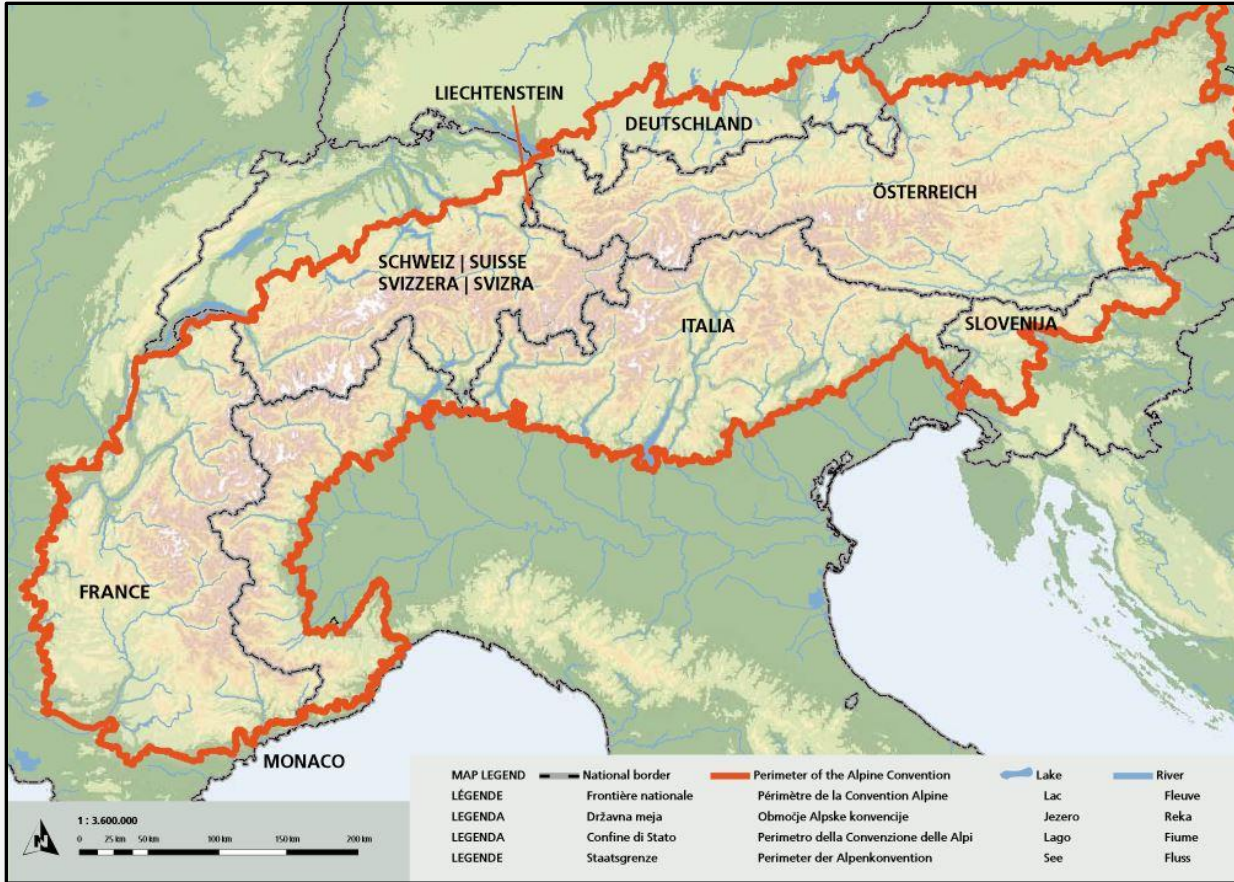 LIECHTENSTEIN
DEUTSCHLAND
ÖSTERREICH
SCHWEIZ | SUISSE
SVIZZERA | SVIZRA
ITALIA
SLOVENIJA
FRANCE
MONACO
MAP LEGEND National border Perimeter of the Alpine Convention Lake River
LÉGENDE Frontière nationale Périmètre de la Convention Alpine Lac Fleuve
LEGENDA Državna meja Območje Alpske konvencije Jezero Reka
LEGENDA Confine di Stato Perimetro della Convenzione delle Alpi Lago Fiume
LEGENDE Staatsgrenze Perimeter der Alpenkonvention See Fluss
N
1 : 3.600.000
0 25 km 50 km 100 km 150 km 200 km